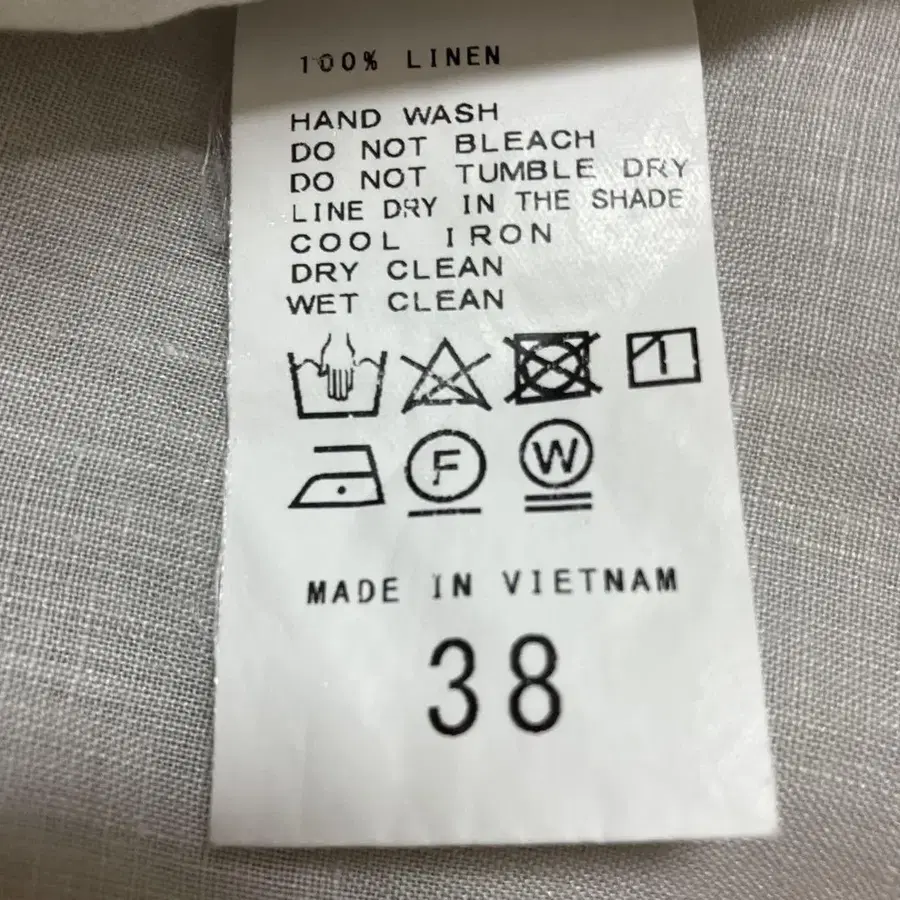 100% LINEN
HAND WASH
DO NOT BLEACH
DO NOT TUMBLE DRY
LINE DRY IN THE SHADE
COOL IRON
DRY CLEAN
WET CLEAN
F W
MADE IN VIETNAM
38